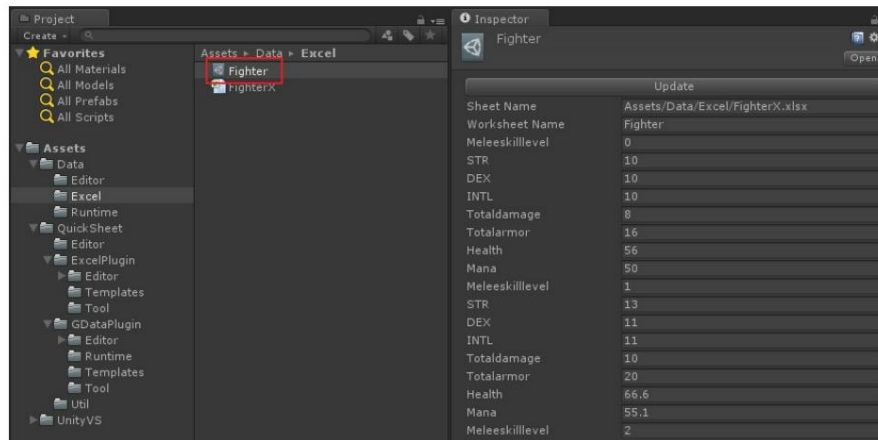 Project
Create
Favorites
All Materials
All Models
All Prefabs
All Scripts
Assets
Data
Editor
Excel
Runtime
QuickSheet
Editor
ExcelPlugin
Editor
Templates
Tool
GDataPlugin
Editor
Runtime
Templates
Tool
Util
UnityVS
Assets ▸ Data ▸ Excel
Fighter
FighterX
Inspector
Fighter
Open
Update
Sheet Name Assets/Data/Excel/FighterX.xlsx
Worksheet Name Fighter
Meleeskilllevel 0
STR 10
DEX 10
INTL 10
Totaldamage 8
Totalarmor 16
Health 56
Mana 50
Meleeskilllevel 1
STR 13
DEX 11
INTL 11
Totaldamage 10
Totalarmor 20
Health 66.6
Mana 55.1
Meleeskilllevel 2